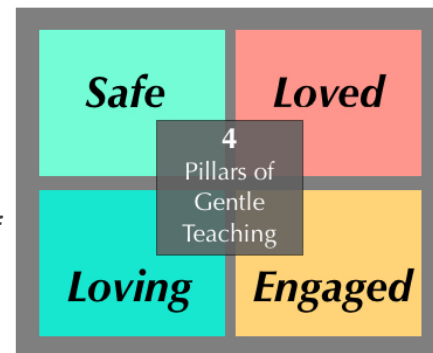 Safe
Loved
4
Pillars of
Gentle
Teaching
Loving
Engaged